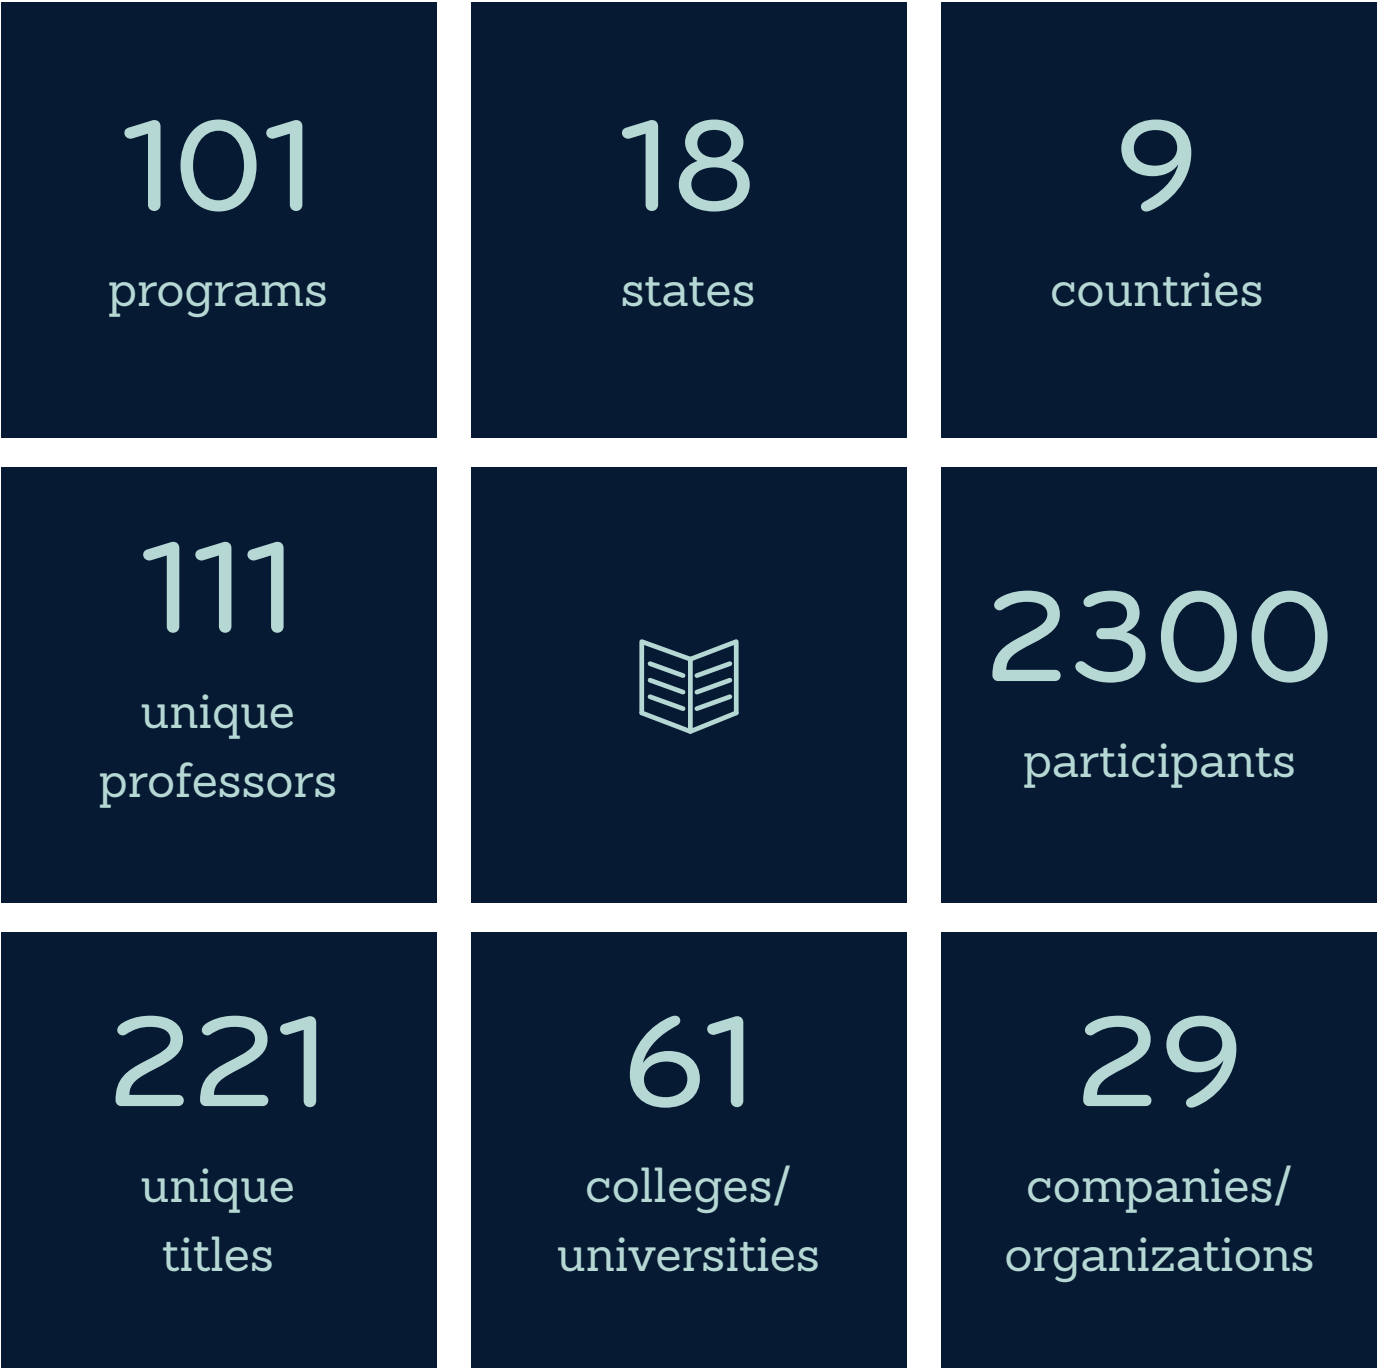 101
programs
18
states
9
countries
111
unique
professors
2300
participants
221
unique
titles
61
colleges/
universities
29
companies/
organizations